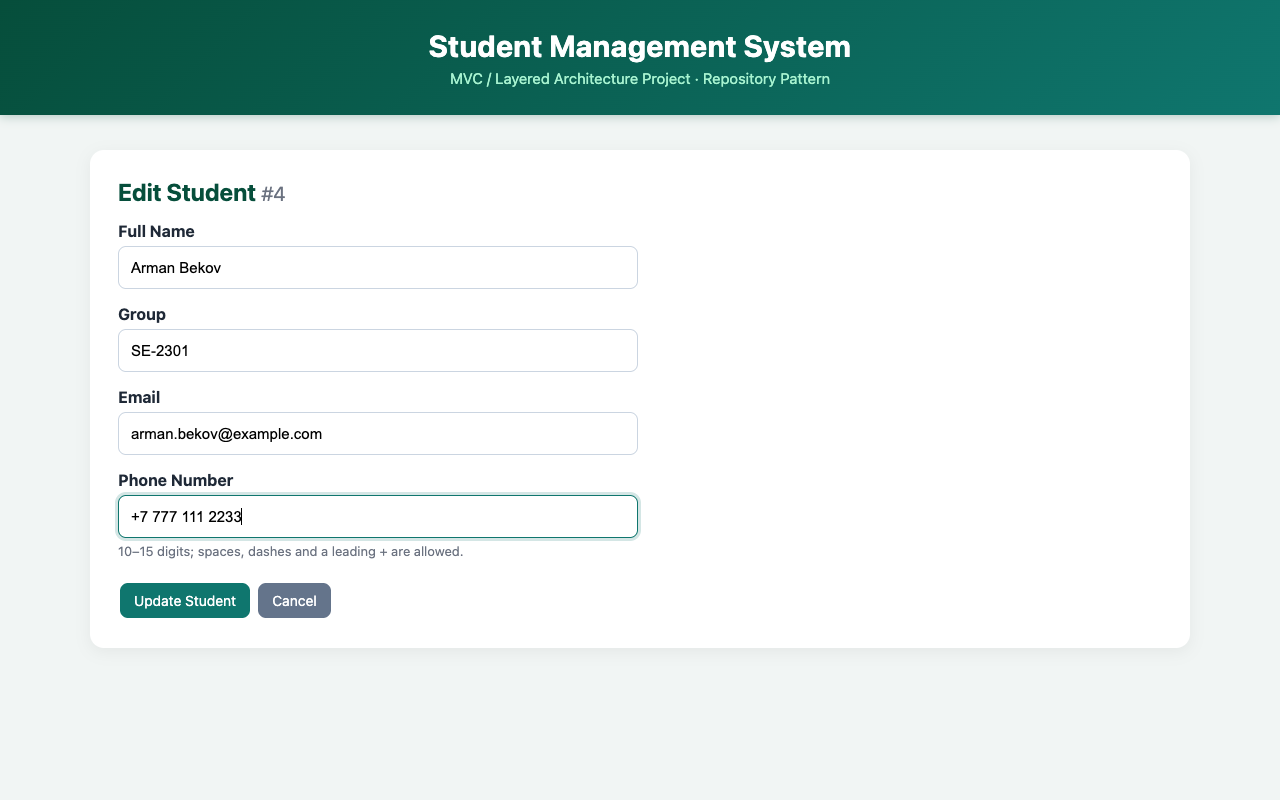 Student Management System
MVC / Layered Architecture Project · Repository Pattern
Edit Student #4
Full Name
Arman Bekov
Group
SE-2301
Email
arman.bekov@example.com
Phone Number
+7 777 111 2233
10–15 digits; spaces, dashes and a leading + are allowed.
Update Student Cancel